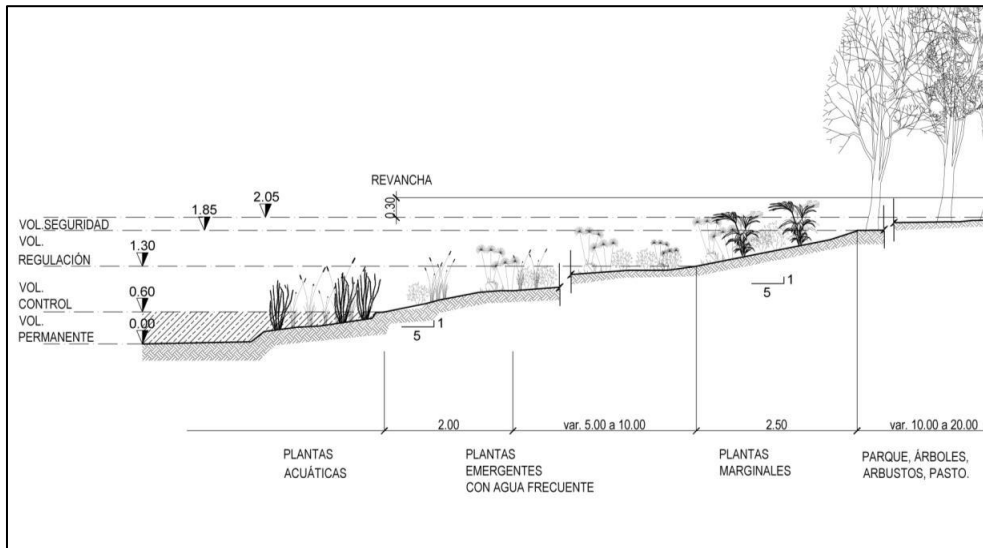 REVANCHA
0.30
2.05
1.85
VOL.SEGURIDAD
VOL.
REGULACIÓN
1.30
VOL.
CONTROL
0.60
VOL.
PERMANENTE
0.00
5
1
5
1
2.00
var. 5.00 a 10.00
2.50
var. 10.00 a 20.00
PLANTAS
ACUÁTICAS
PLANTAS
EMERGENTES
CON AGUA FRECUENTE
PLANTAS
MARGINALES
PARQUE, ÁRBOLES,
ARBUSTOS, PASTO.